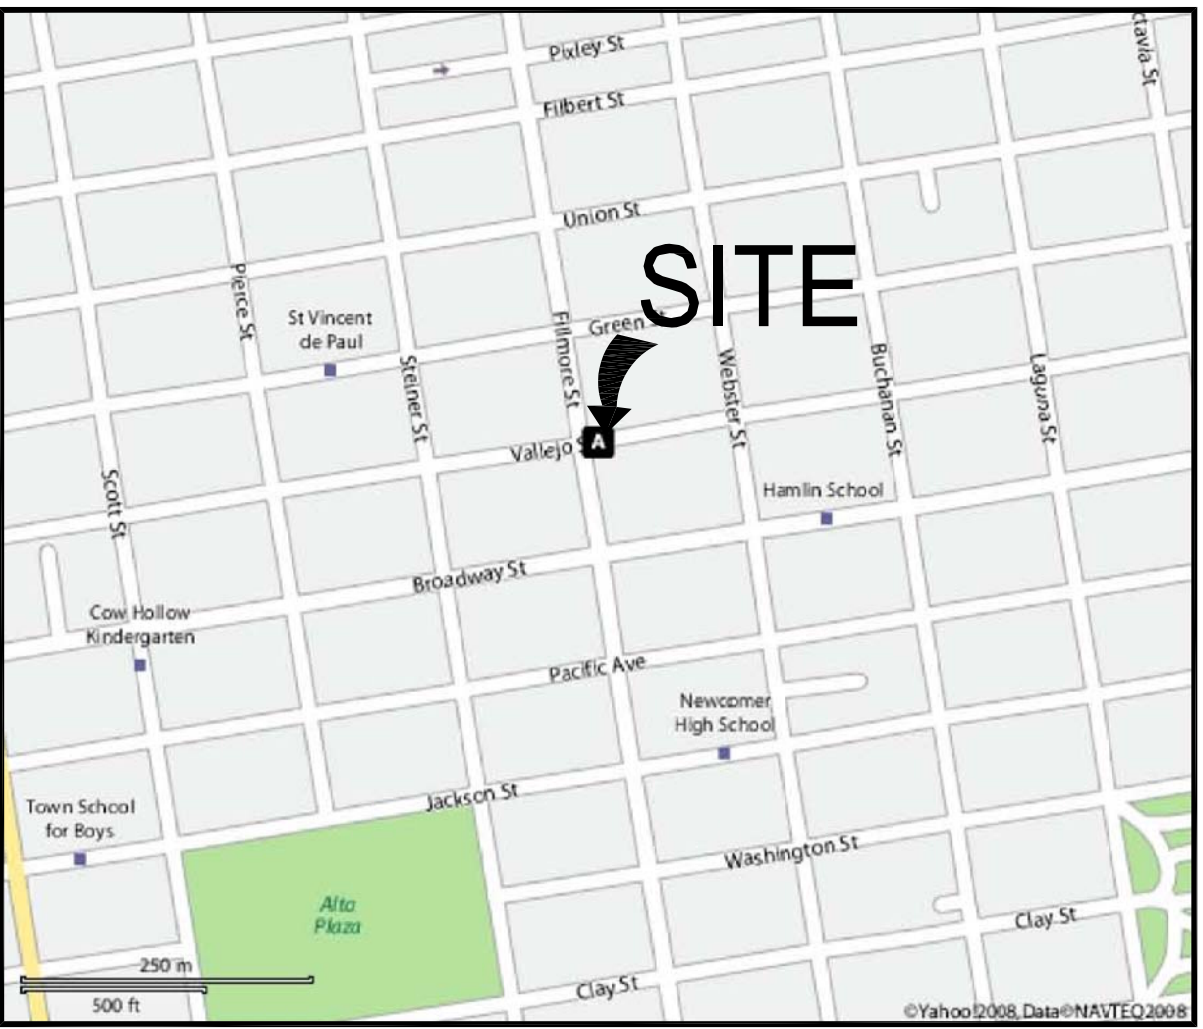 Pixley St
Filbert St
Union St
SITE
Pierce St
St Vincent
de Paul
Fillmore St
Green St
Steiner St
Webster St
Buchanan St
Laguna St
Vallejo S
A
Scott St
Hamlin School
Broadway St
Cow Hollow
Kindergarten
Pacific Ave
Newcomer
High School
Jackson St
Town School
for Boys
Washington St
Alta
Plaza
Clay St
250 m
500 ft
Clay St
©Yahoo!2008, Data©NAVTEQ2008